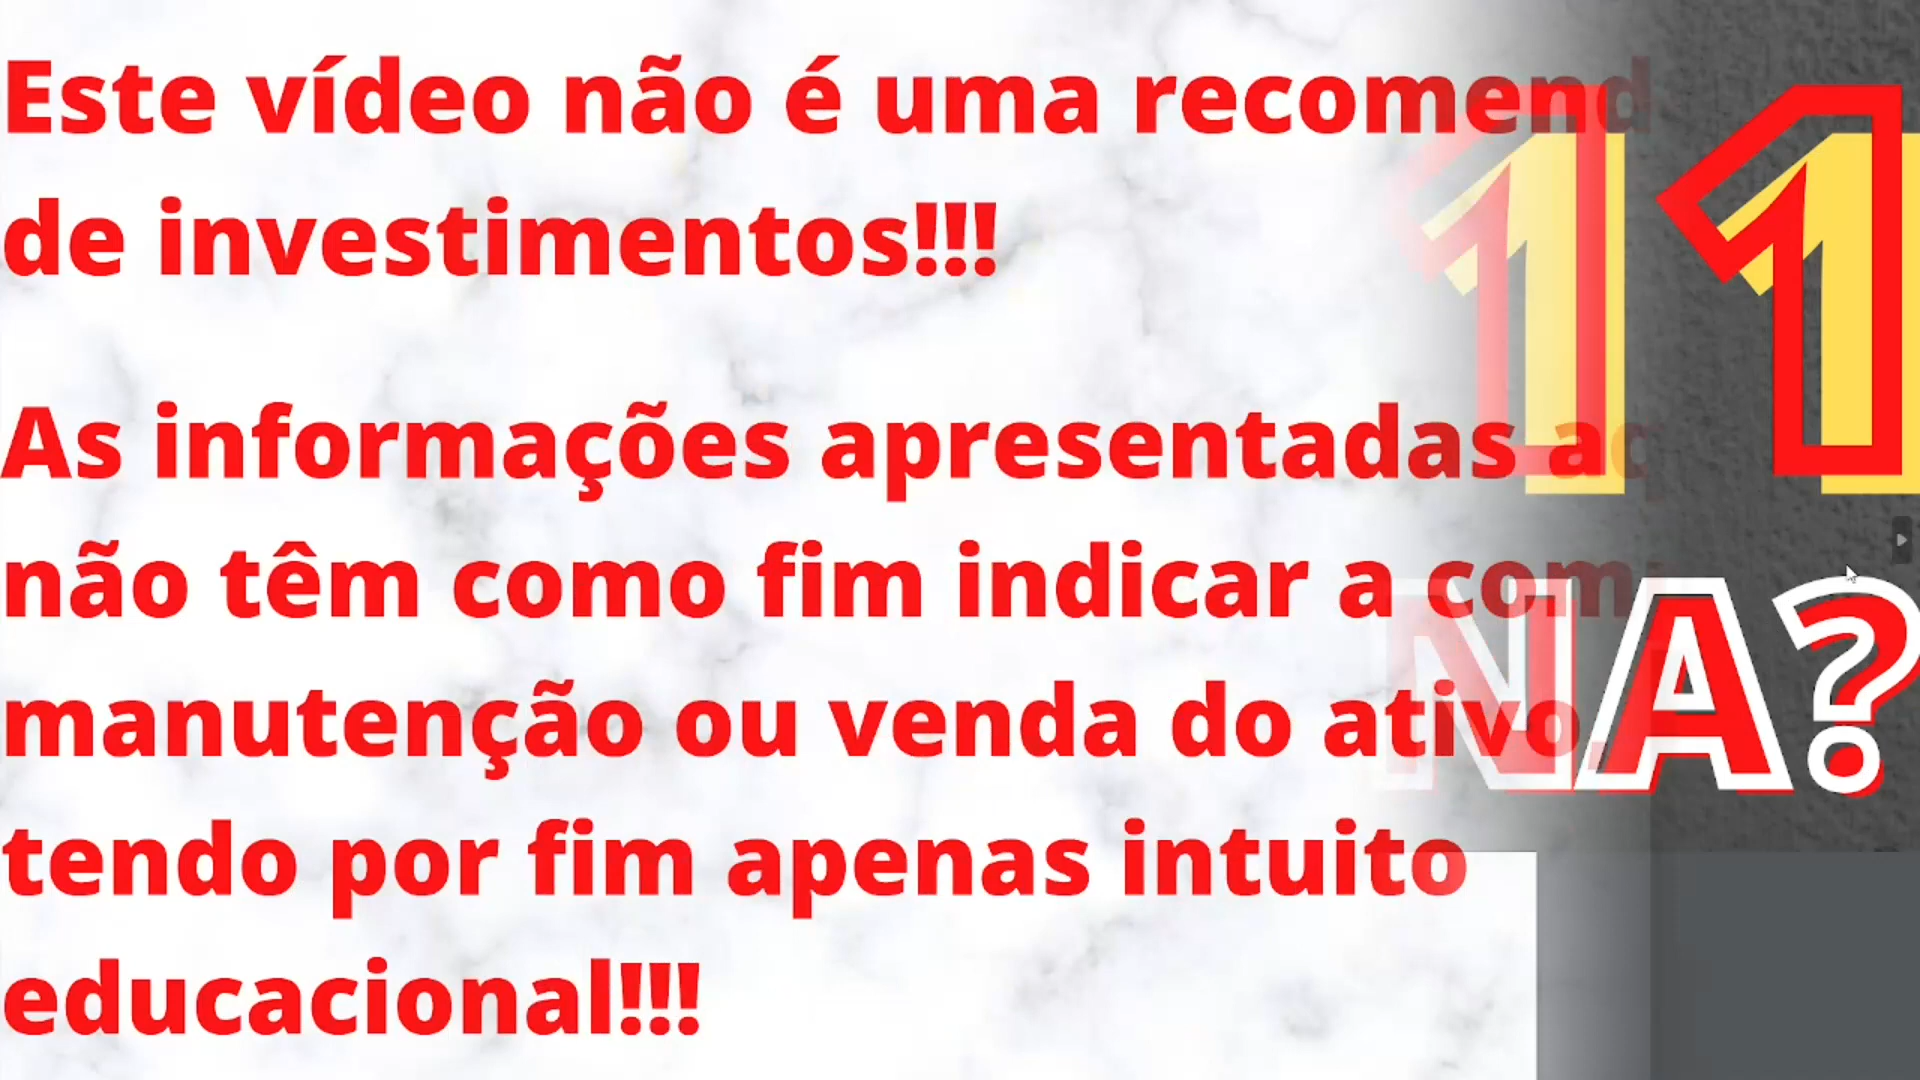 Este vídeo não é uma recomend
de investimentos!!!
As informações apresentadas
não têm como fim indicar a com
manutenção ou venda do ativo,
tendo por fim apenas intuito
educacional!!!
11
NA?